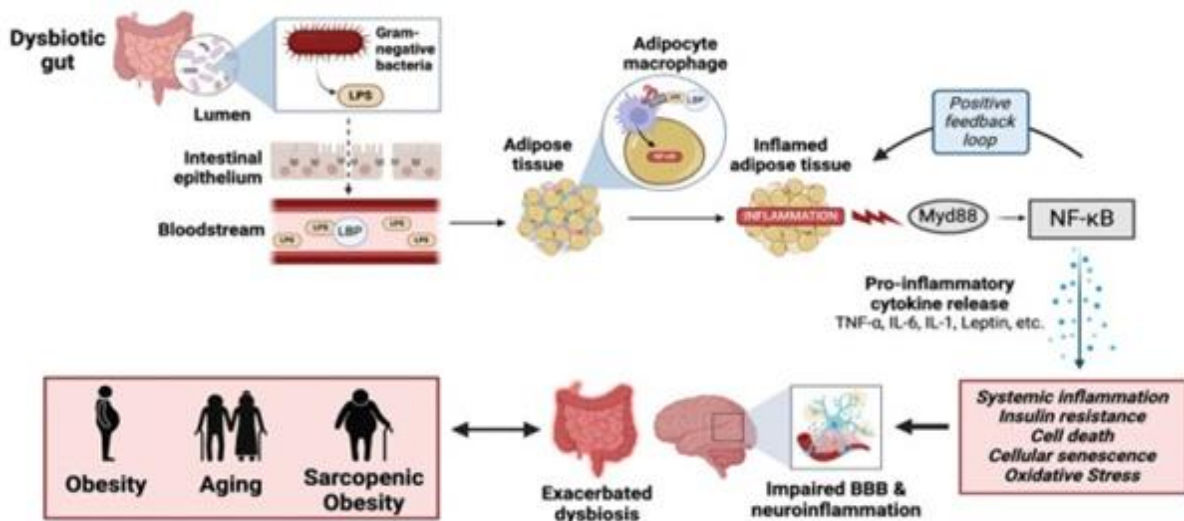 Dysbiotic
gut
Lumen
Gram-
negative
bacteria
LPS
Intestinal
epithelium
Bloodstream
LPS
LPS
LBP
LPS
LPS
Adipose
tissue
Adipocyte
macrophage
LPS
LBP
NF-κB
Inflamed
adipose tissue
INFLAMMATION
Myd88
NF-κB
Positive
feedback
loop
Pro-inflammatory
cytokine release
TNF-α, IL-6, IL-1, Leptin, etc.
Systemic inflammation
Insulin resistance
Cell death
Cellular senescence
Oxidative Stress
Impaired BBB &
neuroinflammation
Exacerbated
dysbiosis
Obesity
Aging
Sarcopenic
Obesity